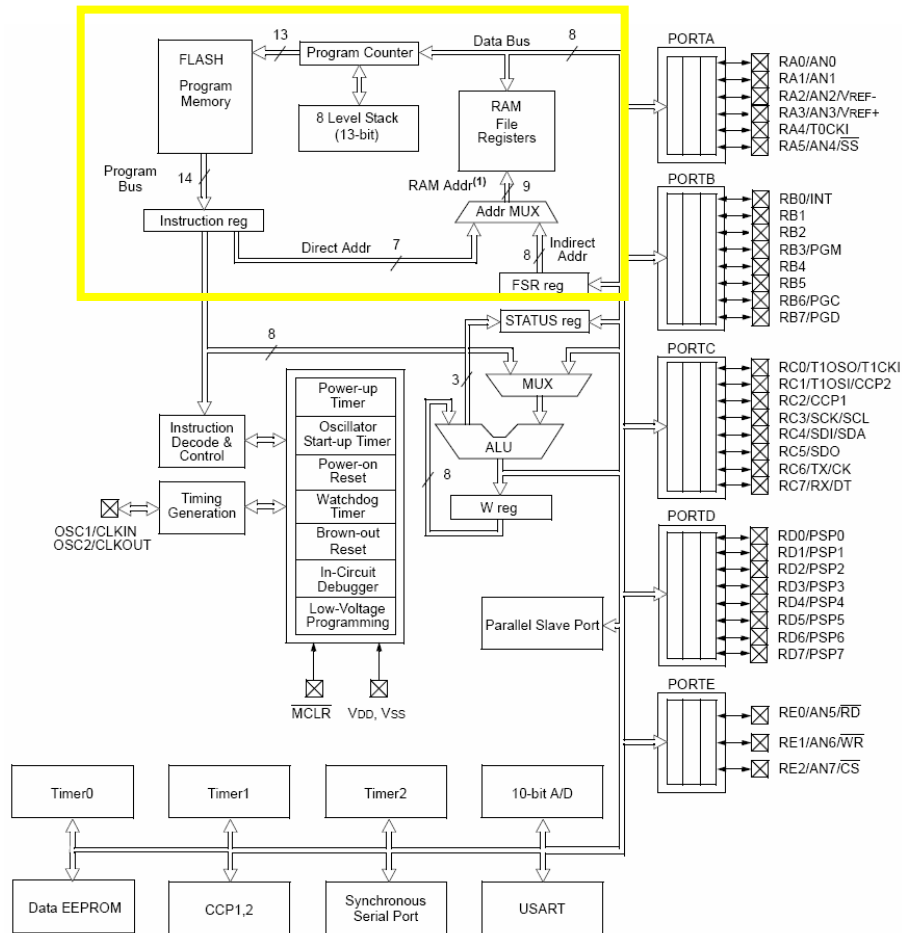 13
Program Counter
Data Bus
8
PORTA
FLASH
Program
Memory
8 Level Stack
(13-bit)
RAM
File
Registers
RA0/AN0
RA1/AN1
RA2/AN2/VREF-
RA3/AN3/VREF+
RA4/T0CKI
RA5/AN4/SS
Program
Bus
14
RAM Addr(1)
9
PORTB
Instruction reg
Addr MUX
Direct Addr
7
8
Indirect
Addr
FSR reg
RB0/INT
RB1
RB2
RB3/PGM
RB4
RB5
RB6/PGC
RB7/PGD
STATUS reg
8
3
MUX
PORTC
RC0/T1OSO/T1CKI
RC1/T1OSI/CCP2
RC2/CCP1
RC3/SCK/SCL
RC4/SDI/SDA
RC5/SDO
RC6/TX/CK
RC7/RX/DT
Power-up
Timer
Instruction
Decode &
Control
Oscillator
Start-up Timer
ALU
Power-on
Reset
8
Timing
Generation
Watchdog
Timer
W reg
OSC1/CLKIN
OSC2/CLKOUT
Brown-out
Reset
In-Circuit
Debugger
Low-Voltage
Programming
PORTD
RD0/PSP0
RD1/PSP1
RD2/PSP2
RD3/PSP3
RD4/PSP4
RD5/PSP5
RD6/PSP6
RD7/PSP7
Parallel Slave Port
MCLR
VDD, VSS
PORTE
RE0/AN5/RD
RE1/AN6/WR
RE2/AN7/CS
Timer0
Timer1
Timer2
10-bit A/D
Data EEPROM
CCP1,2
Synchronous
Serial Port
USART